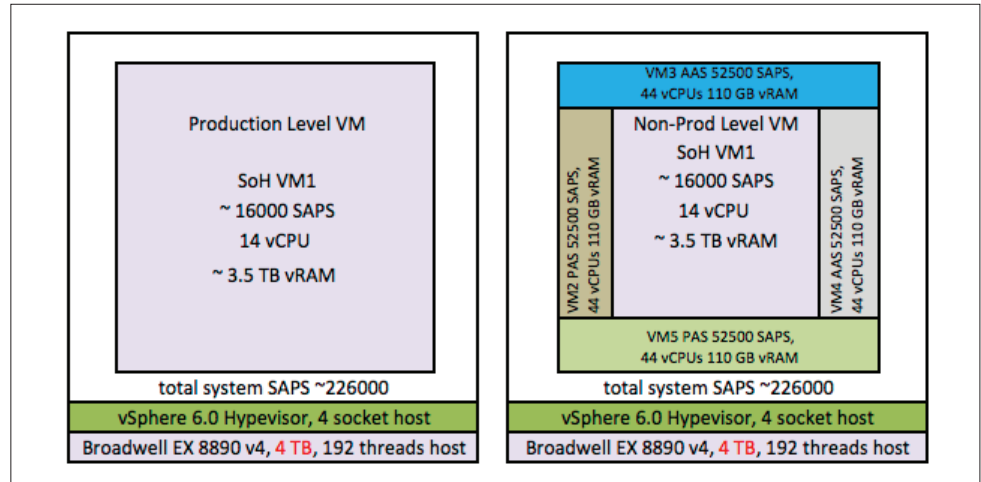 Production Level VM
SoH VM1
~ 16000 SAPS
14 vCPU
~ 3.5 TB vRAM
total system SAPS ~226000
vSphere 6.0 Hypevisor, 4 socket host
Broadwell EX 8890 v4, 4 TB, 192 threads host
VM3 AAS 52500 SAPS,
44 vCPUs 110 GB vRAM
VM2 PAS 52500 SAPS,
44 vCPUs 110 GB vRAM
Non-Prod Level VM
SoH VM1
~ 16000 SAPS
14 vCPU
~ 3.5 TB vRAM
VM4 AAS 52500 SAPS,
44 vCPUs 110 GB vRAM
VM5 PAS 52500 SAPS,
44 vCPUs 110 GB vRAM
total system SAPS ~226000
vSphere 6.0 Hypevisor, 4 socket host
Broadwell EX 8890 v4, 4 TB, 192 threads host